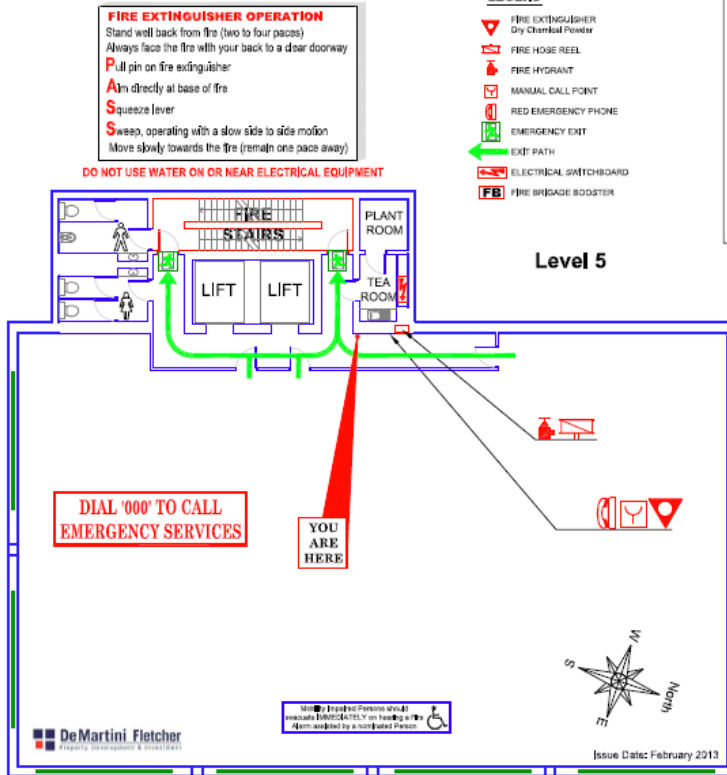 FIRE EXTINGUISHER OPERATION
Stand well back from fire (two to four paces)
Always face the fire with your back to a clear doorway
Pull pin on fire extinguisher
Aim directly at base of fire
Squeeze lever
Sweep, operating with a slow side to side motion
Move slowly towards the fire (remain one pace away)
DO NOT USE WATER ON OR NEAR ELECTRICAL EQUIPMENT
LEGEND
FIRE EXTINGUISHER
Dry Chemical Powder
FIRE HOSE REEL
FIRE HYDRANT
MANUAL CALL POINT
RED EMERGENCY PHONE
EMERGENCY EXIT
EXIT PATH
ELECTRICAL SWITCHBOARD
FB FIRE BRIGADE BOOSTER
Level 5
FIRE
STAIRS
PLANT
ROOM
LIFT
LIFT
TEA
ROOM
DIAL '000' TO CALL
EMERGENCY SERVICES
YOU
ARE
HERE
W
S
North
E
Mobility Impaired Persons should
evacuate IMMEDIATELY on hearing a Fire
Alarm assisted by a nominated Person
DeMartini Fletcher
Property Development & Investment
Issue Date: February 2013